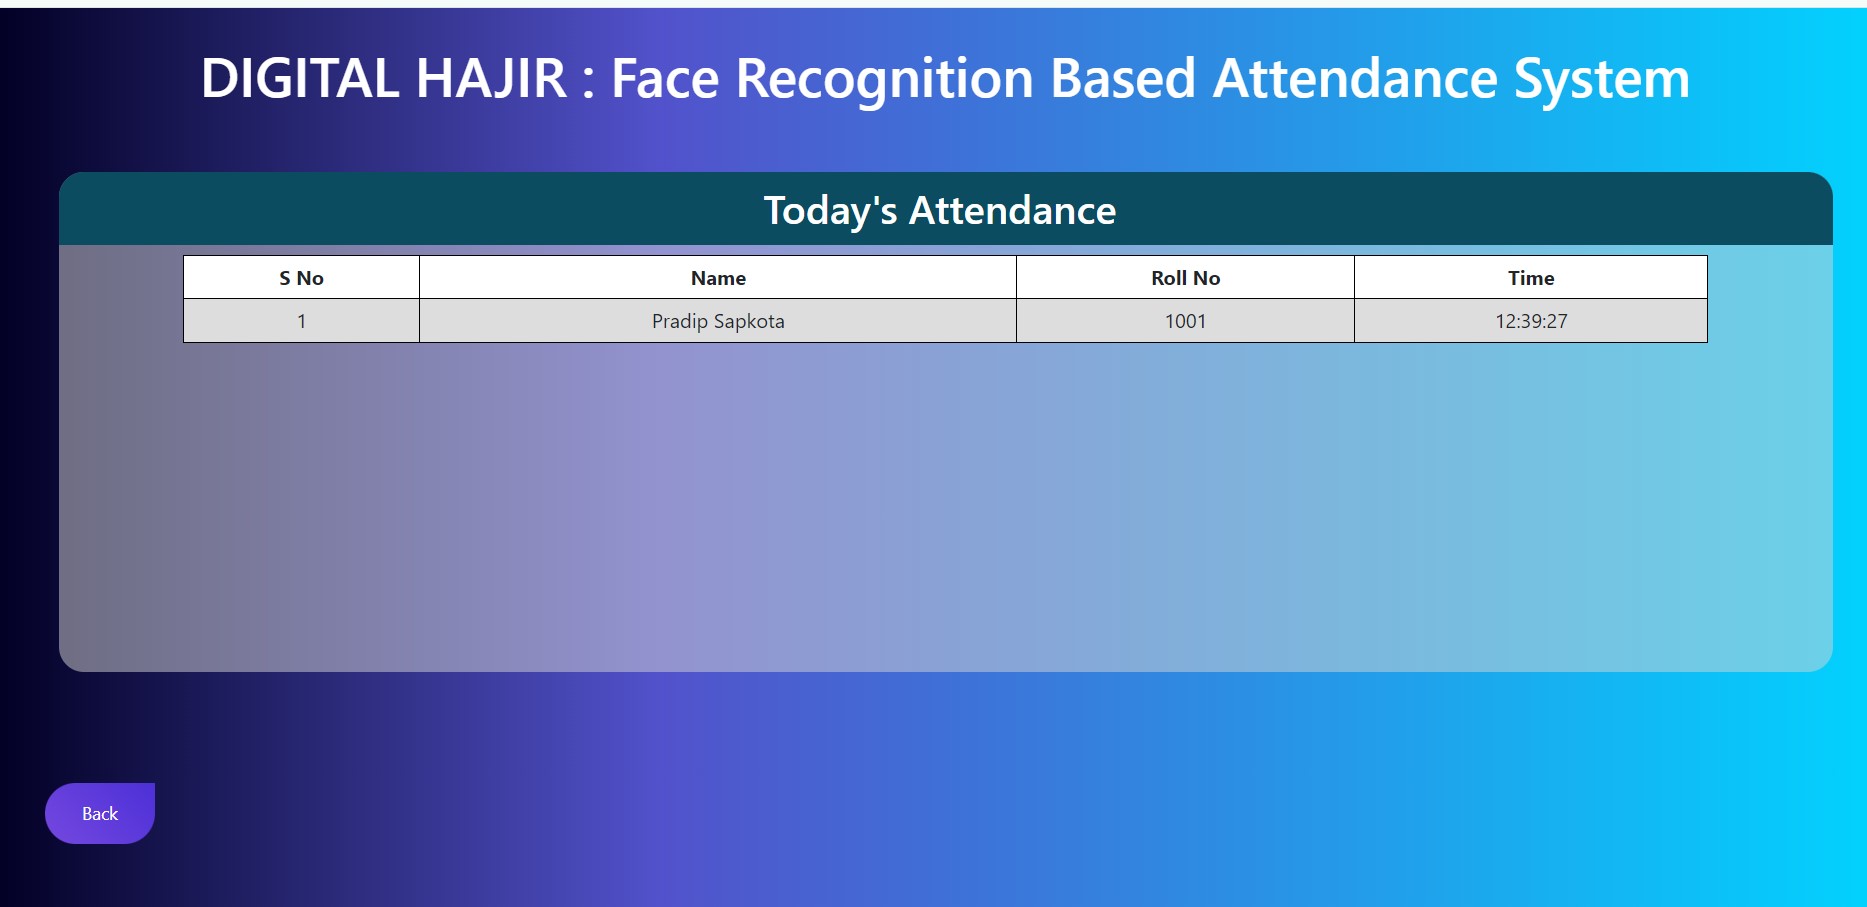 DIGITAL HAJIR : Face Recognition Based Attendance System
Today's Attendance
S No Name Roll No Time
1 Pradip Sapkota 1001 12:39:27
Back